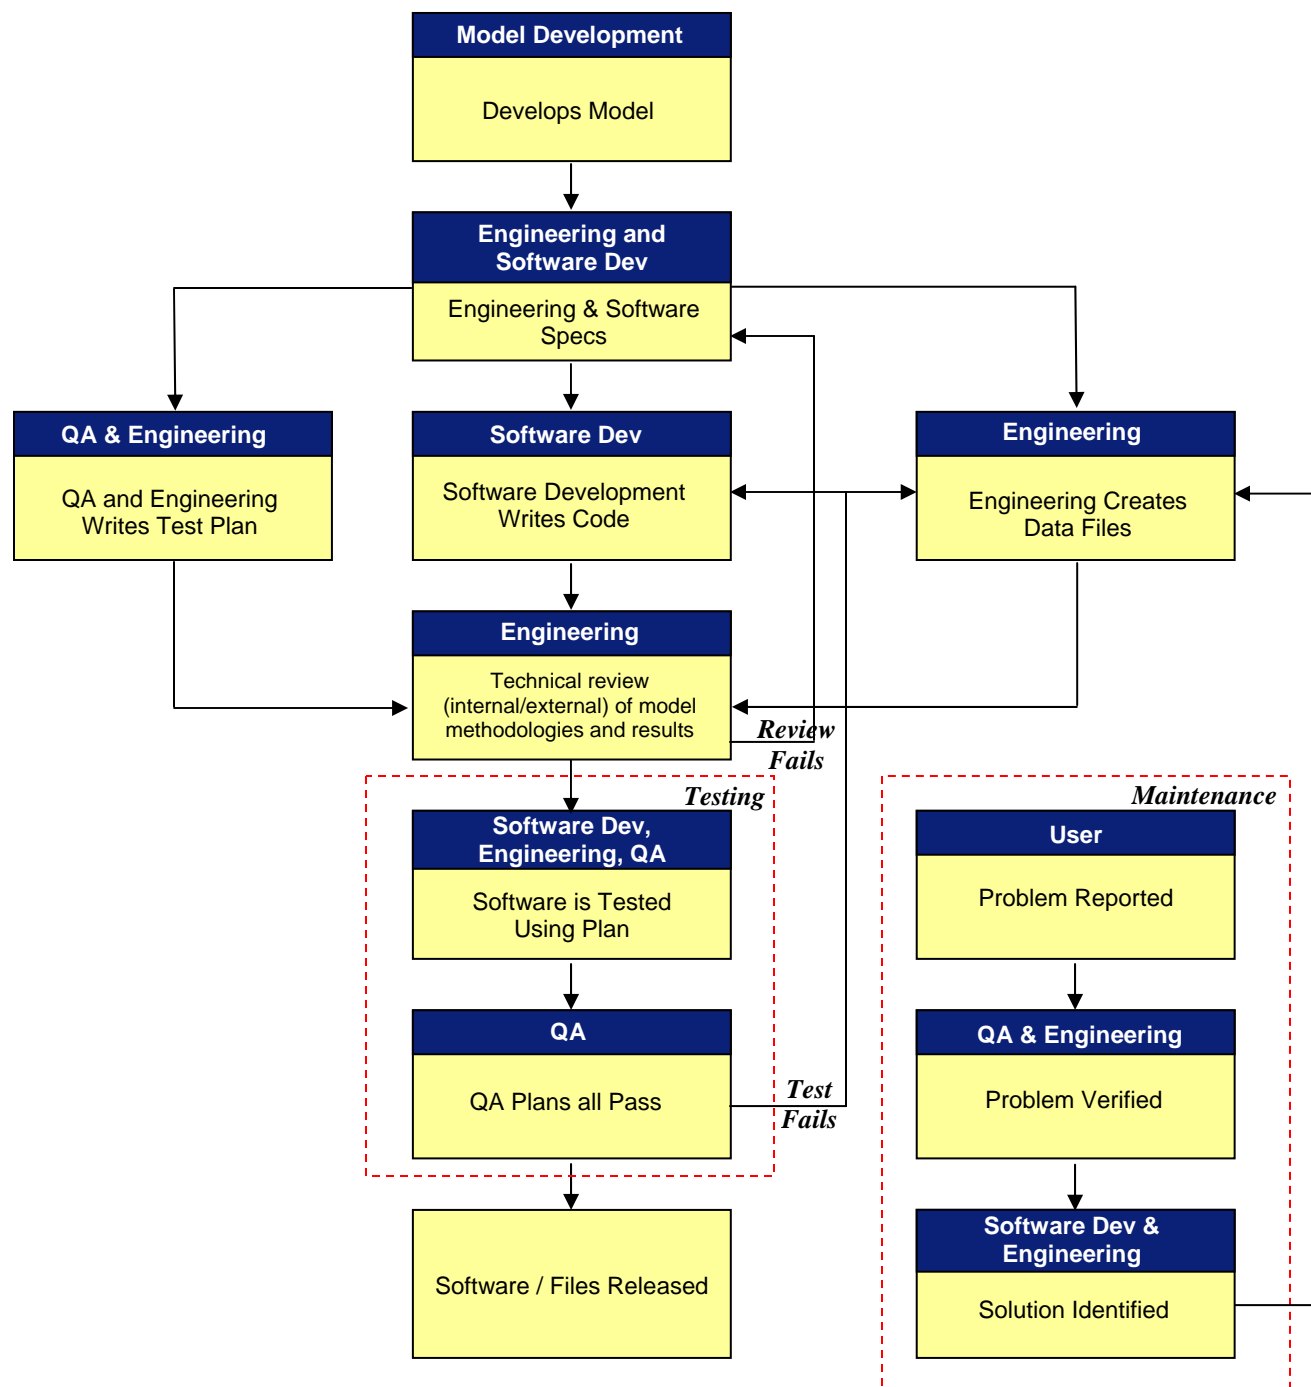 Model Development
Develops Model
Engineering and
Software Dev
Engineering & Software
Specs
QA & Engineering
QA and Engineering
Writes Test Plan
Software Dev
Software Development
Writes Code
Engineering
Engineering Creates
Data Files
Engineering
Technical review
(internal/external) of model
methodologies and results
Review
Fails
Testing
Software Dev,
Engineering, QA
Software is Tested
Using Plan
QA
QA Plans all Pass
Test
Fails
Software / Files Released
Maintenance
User
Problem Reported
QA & Engineering
Problem Verified
Software Dev &
Engineering
Solution Identified